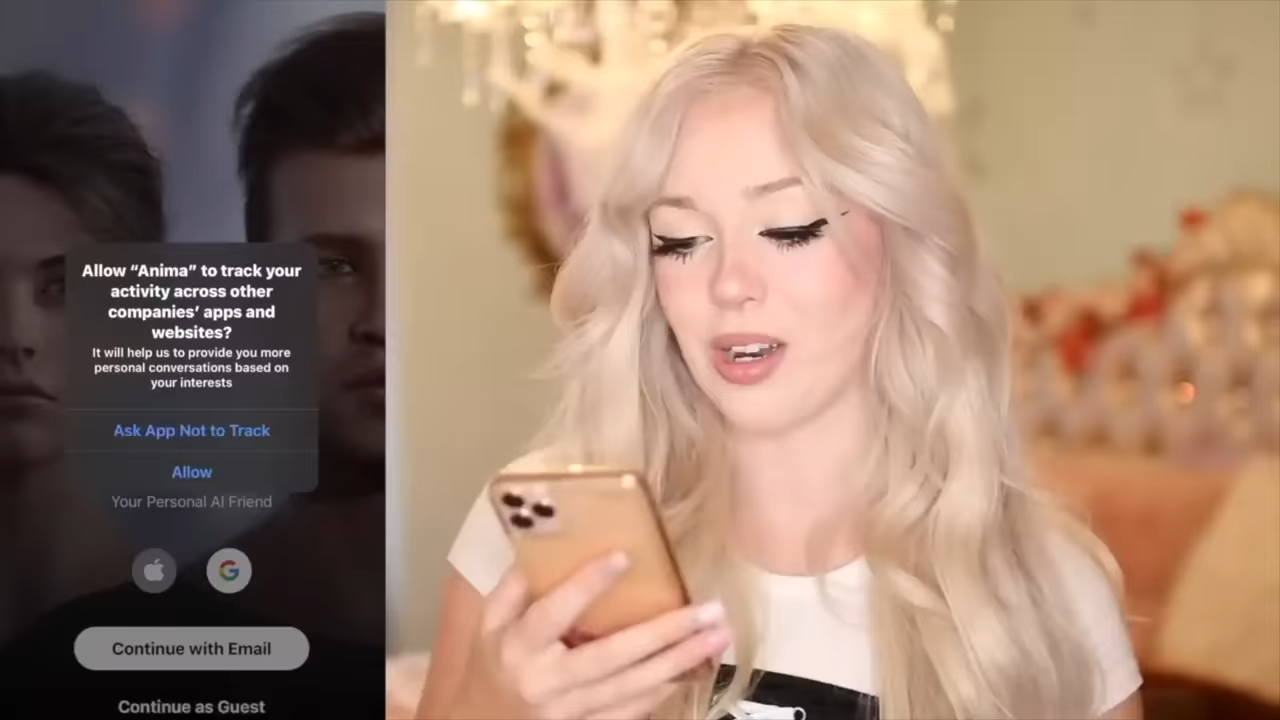 Allow “Anima” to track your
activity across other
companies’ apps and
websites?
It will help us to provide you more
personal conversations based on
your interests
Ask App Not to Track
Allow
Your Personal AI Friend
Continue with Email
Continue as Guest